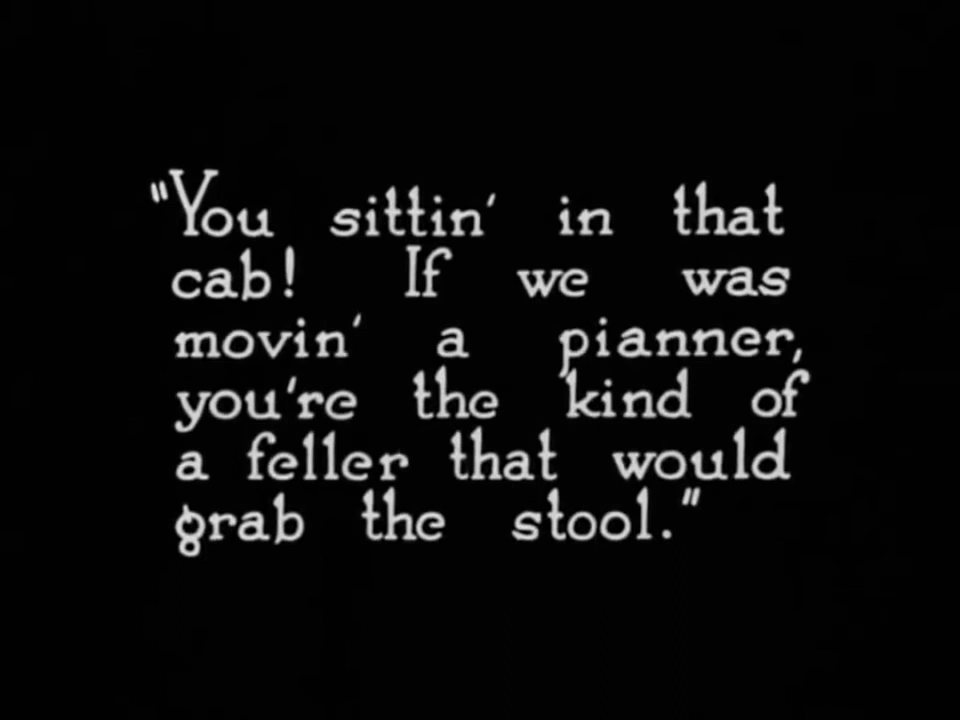 "You sittin' in that
cab! If we was
movin' a pianner,
you're the kind of
a feller that would
grab the stool."